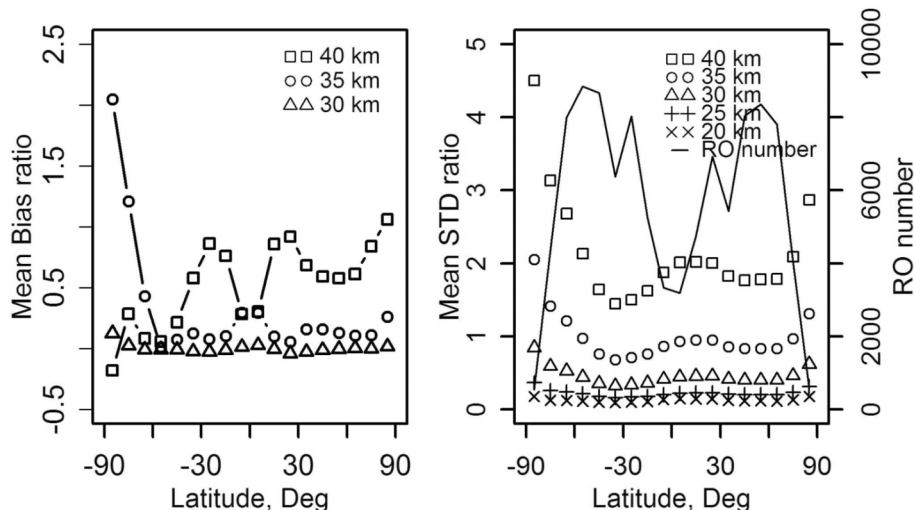 Mean Bias ratio
2.5
1.5
0.5
-0.5
40 km
35 km
30 km
-90
-30
30
90
Latitude, Deg
Mean STD ratio
5
4
3
2
1
0
40 km
35 km
30 km
25 km
20 km
RO number
10000
6000
2000
0
RO number
-90
-30
30
90
Latitude, Deg